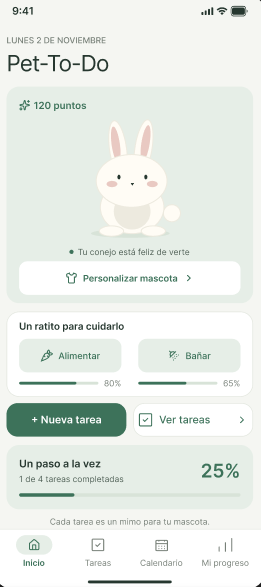 9:41
LUNES 2 DE NOVIEMBRE
Pet-To-Do
120 puntos
Tu conejo está feliz de verte
Personalizar mascota
Un ratito para cuidarlo
Alimentar
Bañar
80%
65%
+ Nueva tarea
Ver tareas
Un paso a la vez
1 de 4 tareas completadas
25%
Cada tarea es un mimo para tu mascota.
Inicio
Tareas
Calendario
Mi progreso